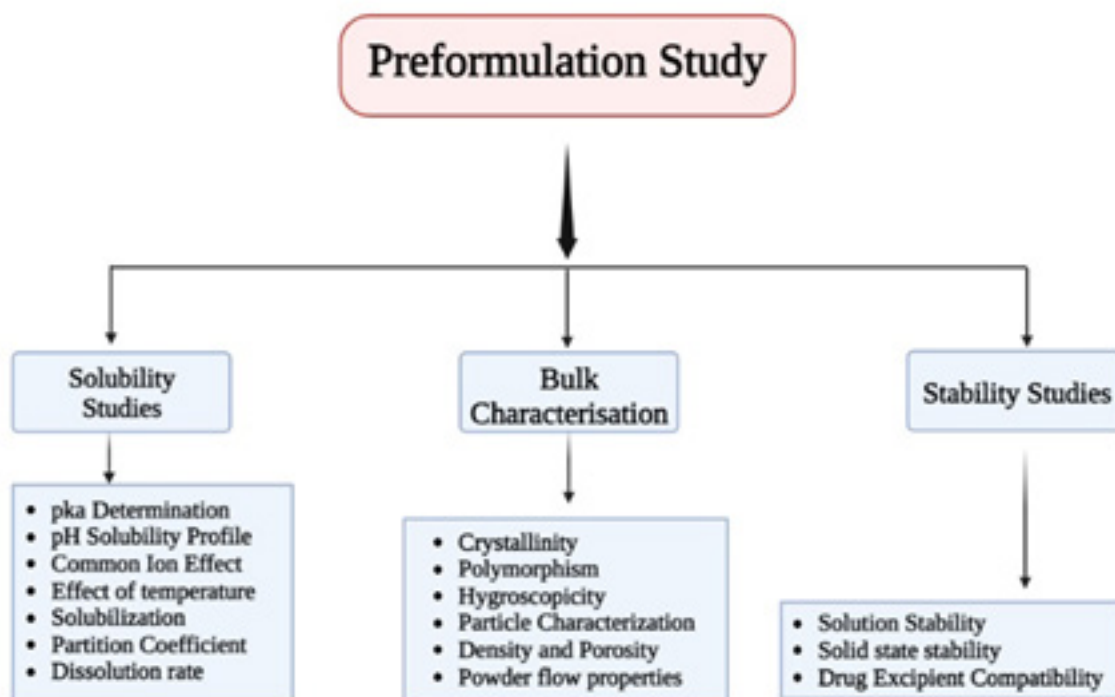 Preformulation Study
Solubility
Studies
Bulk
Characterisation
Stability Studies
• pka Determination
• pH Solubility Profile
• Common Ion Effect
• Effect of temperature
• Solubilization
• Partition Coefficient
• Dissolution rate
• Crystallinity
• Polymorphism
• Hygroscopicity
• Particle Characterization
• Density and Porosity
• Powder flow properties
• Solution Stability
• Solid state stability
• Drug Excipient Compatibility